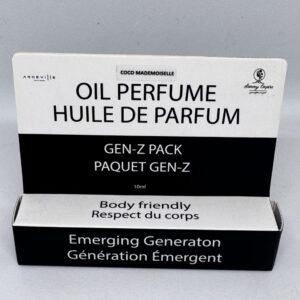 ANNEVILLE
COCO MADEMOISELLE
OIL PERFUME
HUILE DE PARFUM
GEN-Z PACK
PAQUET GEN-Z
10ml
Body friendly
Respect du corps
Emerging Generaton
Génération Émergent